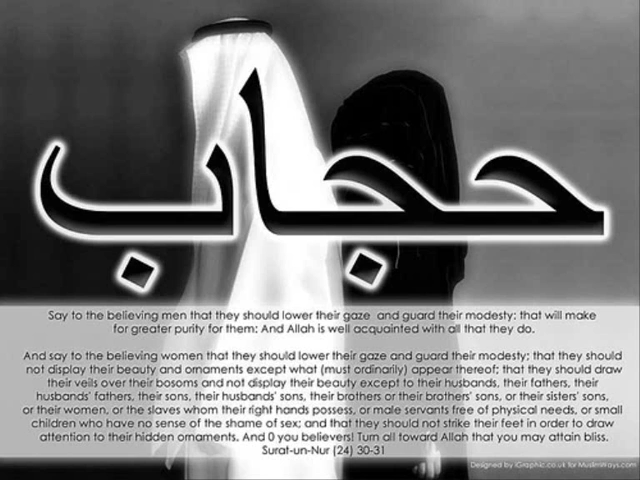 حجاب
Say to the believing men that they should lower their gaze and guard their modesty: that will make
for greater purity for them: And Allah is well acquainted with all that they do.
And say to the believing women that they should lower their gaze and guard their modesty; that they should
not display their beauty and ornaments except what (must ordinarily) appear thereof; that they should draw
their veils over their bosoms and not display their beauty except to their husbands, their fathers, their
husbands' fathers, their sons, their husbands' sons, their brothers or their brothers' sons, or their sisters' sons,
or their women, or the slaves whom their right hands possess, or male servants free of physical needs, or small
children who have no sense of the shame of sex; and that they should not strike their feet in order to draw
attention to their hidden ornaments. And 0 you believers! Turn all toward Allah that you may attain bliss.
Surat-un-Nur (24) 30-31
Designed by iGraphic.co.uk for MuslimWays.com